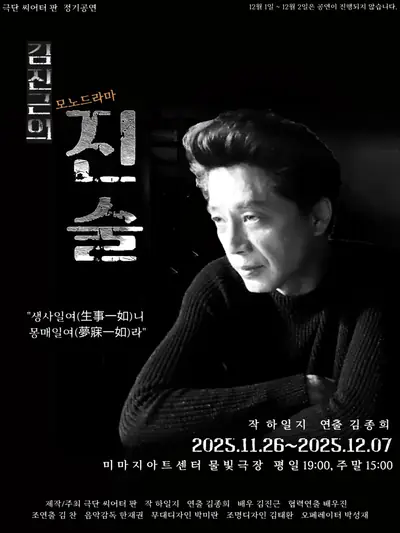 극단 씨어터 판 정기공연
12월 1일 ~ 12월 2일은 공연이 진행되지 않습니다.
김진근의
모노드라마
진술
"생사일여(生事一如)니
몽매일여(夢寐一如)라"
작 하일지 연출 김종희
2025.11.26~2025.12.07
미마지아트센터 물빛극장 평일 19:00, 주말 15:00
제작/주최 극단 씨어터 판 작 하일지 연출 김종희 배우 김진근 협력연출 배우진
조연출 김 찬 음악감독 한재권 무대디자인 박미란 조명디자인 김태환 오퍼레이터 박성재